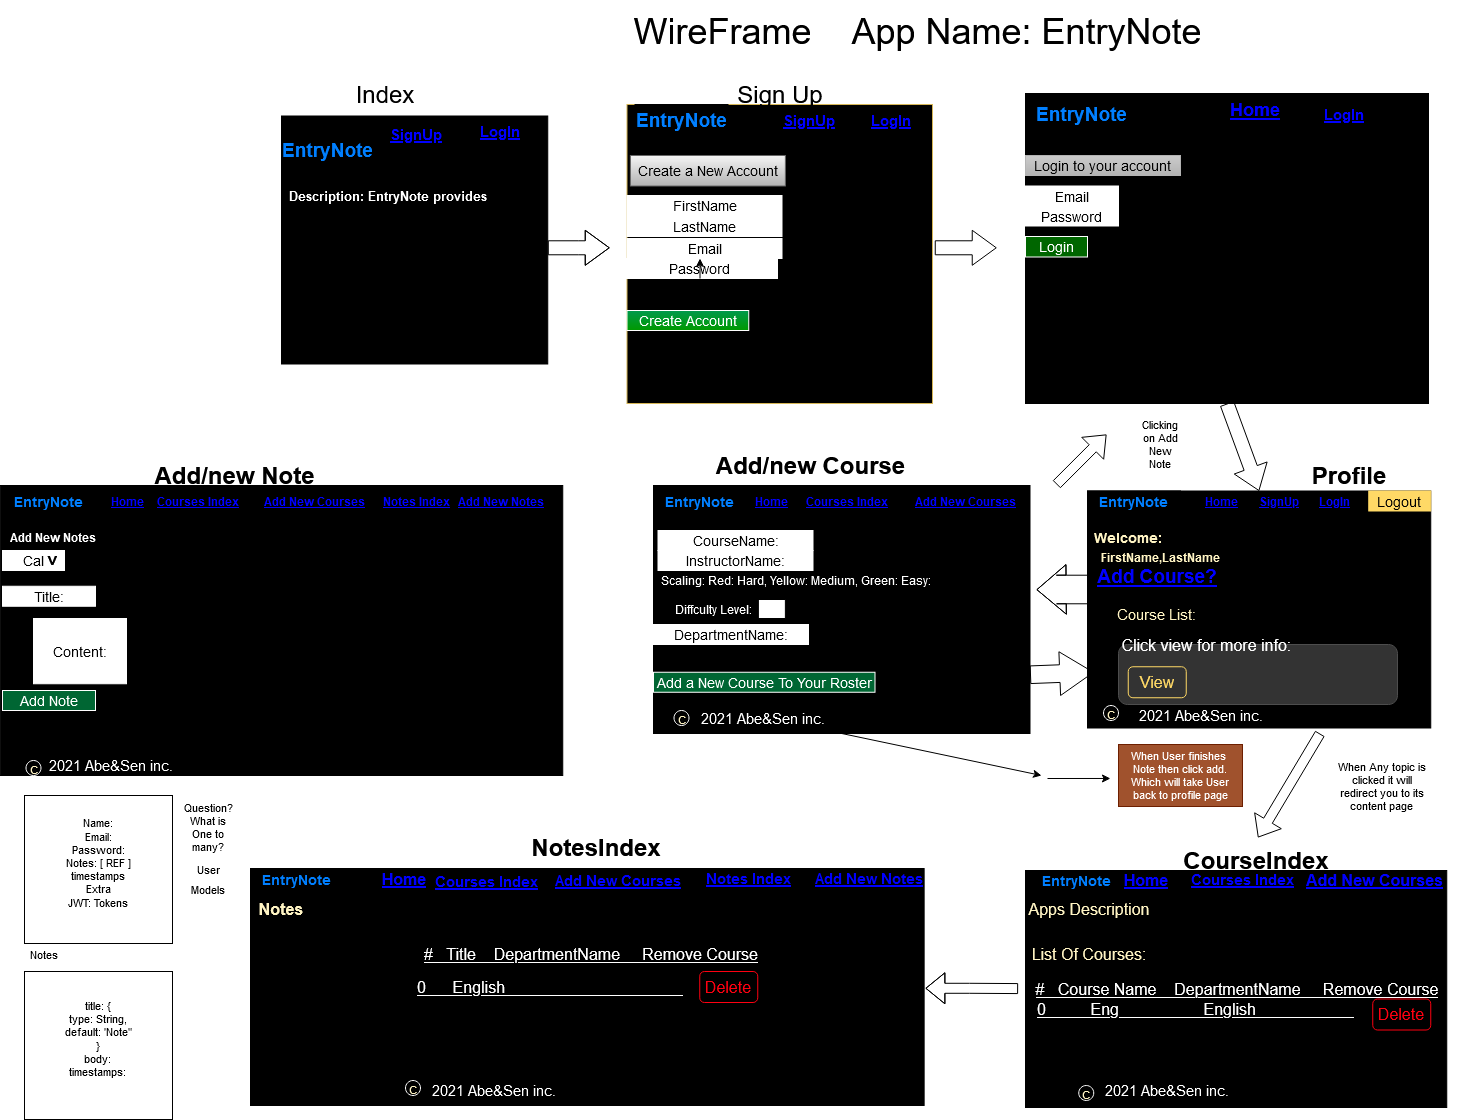 WireFrame App Name: EntryNote
Index
EntryNote
SignUp
LogIn
Description: EntryNote provides
Sign Up
EntryNote
SignUp
LogIn
Create a New Account
FirstName
LastName
Email
Password
Create Account
EntryNote
Home
LogIn
Login to your account
Email
Password
Login
Clicking
on Add
New
Note
Add/new Note
EntryNote
Home
Courses Index
Add New Courses
Notes Index
Add New Notes
Add New Notes
Cal V
Title:
Content:
Add Note
C 2021 Abe&Sen inc.
Add/new Course
EntryNote
Home
Courses Index
Add New Courses
CourseName:
InstructorName:
Scaling: Red: Hard, Yellow: Medium, Green: Easy:
Diffculty Level:
DepartmentName:
Add a New Course To Your Roster
C 2021 Abe&Sen inc.
Profile
EntryNote
Home
SignUp
LogIn
Logout
Welcome:
FirstName,LastName
Add Course?
Course List:
Click view for more info:
View
C 2021 Abe&Sen inc.
When User finishes
Note then click add.
Which will take User
back to profile page
When Any topic is
clicked it will
redirect you to its
content page
Name:
Email:
Password:
Notes: [ REF ]
timestamps
Extra
JWT: Tokens
Question?
What is
One to
many?
User
Models
Notes
title: {
type: String,
default: 'Note"
}
body:
timestamps:
NotesIndex
EntryNote
Home
Courses Index
Add New Courses
Notes Index
Add New Notes
Notes
# Title DepartmentName Remove Course
0 English
Delete
C 2021 Abe&Sen inc.
CourseIndex
EntryNote
Home
Courses Index
Add New Courses
Apps Description
List Of Courses:
# Course Name DepartmentName Remove Course
0 Eng English
Delete
C 2021 Abe&Sen inc.